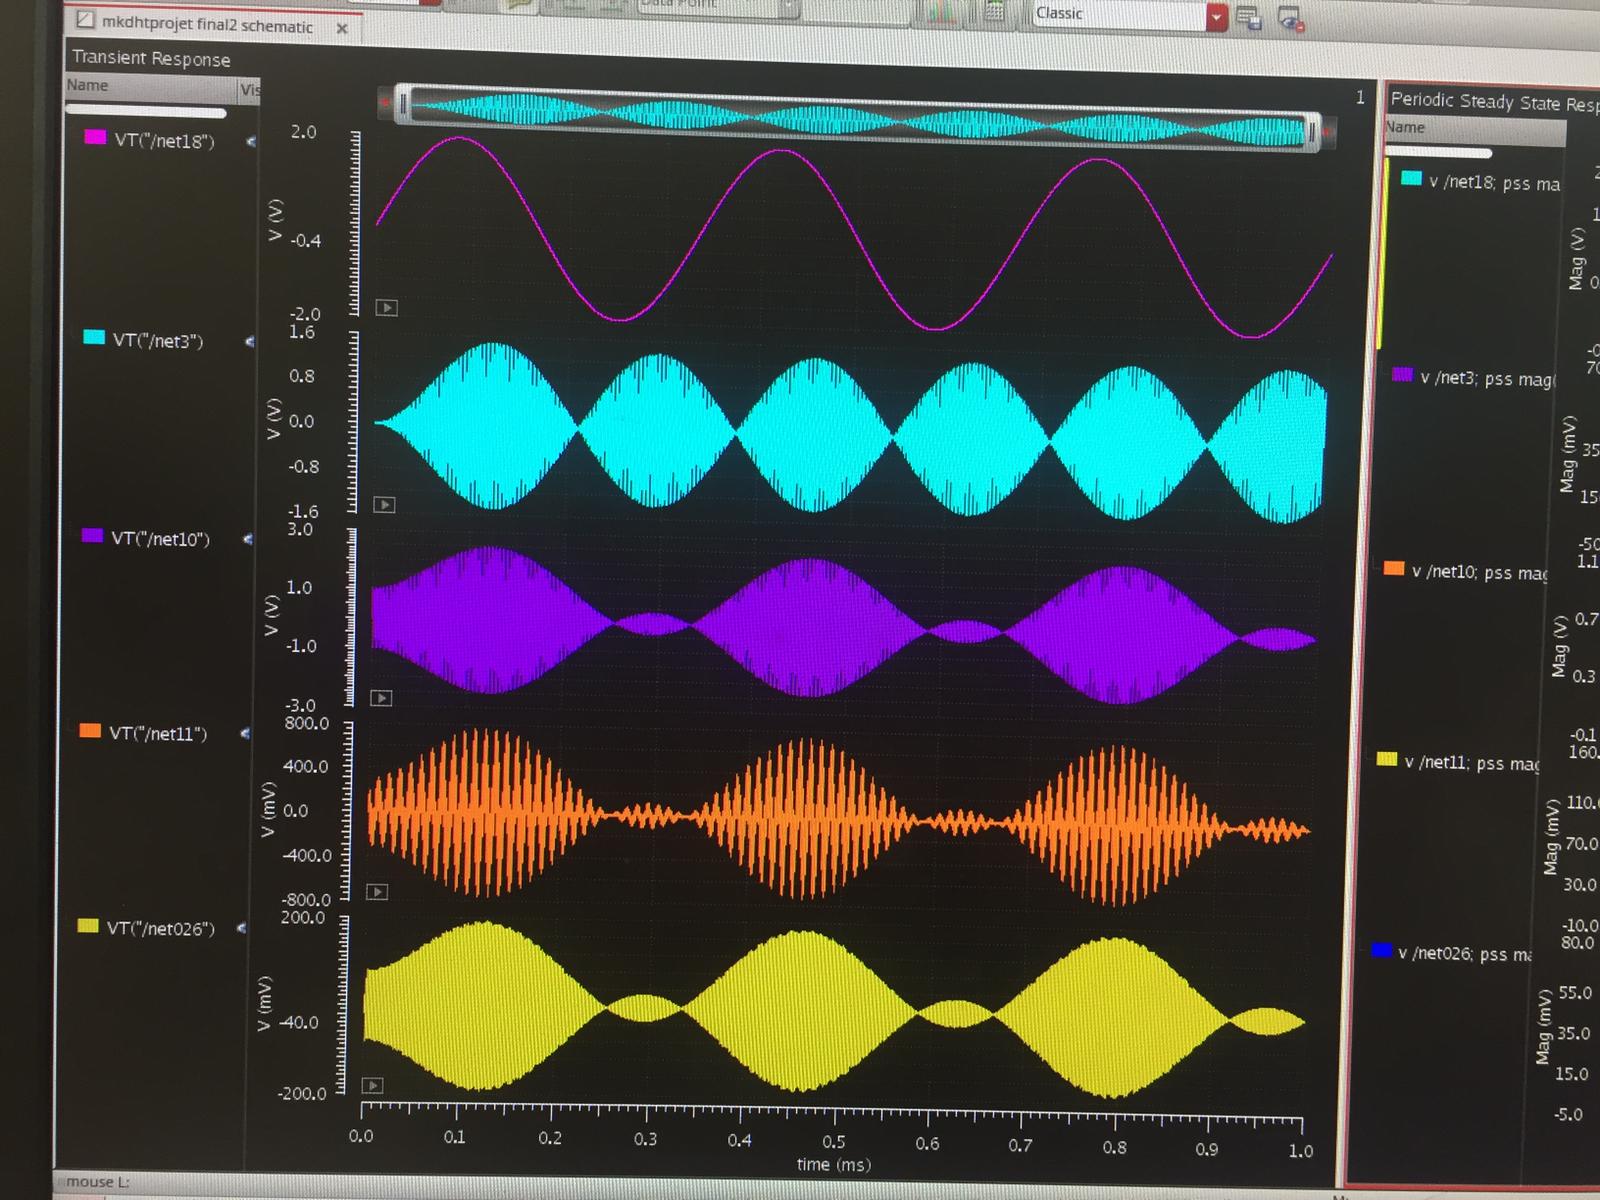 Data Point
Classic
mkdhtprojet final2 schematic
Transient Response
Name
Vis
1
VT("/net18")
2.0
V (V)
-0.4
-2.0
VT("/net3")
1.6
0.8
V (V)
0.0
-0.8
-1.6
VT("/net10")
3.0
1.0
V (V)
-1.0
-3.0
VT("/net11")
800.0
400.0
V (mV)
0.0
-400.0
-800.0
VT("/net026")
200.0
V (mV)
-40.0
-200.0
0.0 0.1 0.2 0.3 0.4 0.5 0.6 0.7 0.8 0.9 1.0
time (ms)
mouse L:
Periodic Steady State Resp
Name
v /net18; pss ma
Mag (V)
v /net3; pss mag(
Mag (mV)
35
15
-50
v /net10; pss mag
1.1
0.7
Mag (V)
0.3
-0.1
v /net11; pss mag
160.
110.
Mag (mV)
70.0
30.0
-10.0
v /net026; pss ma
80.0
55.0
Mag (mV)
35.0
15.0
-5.0